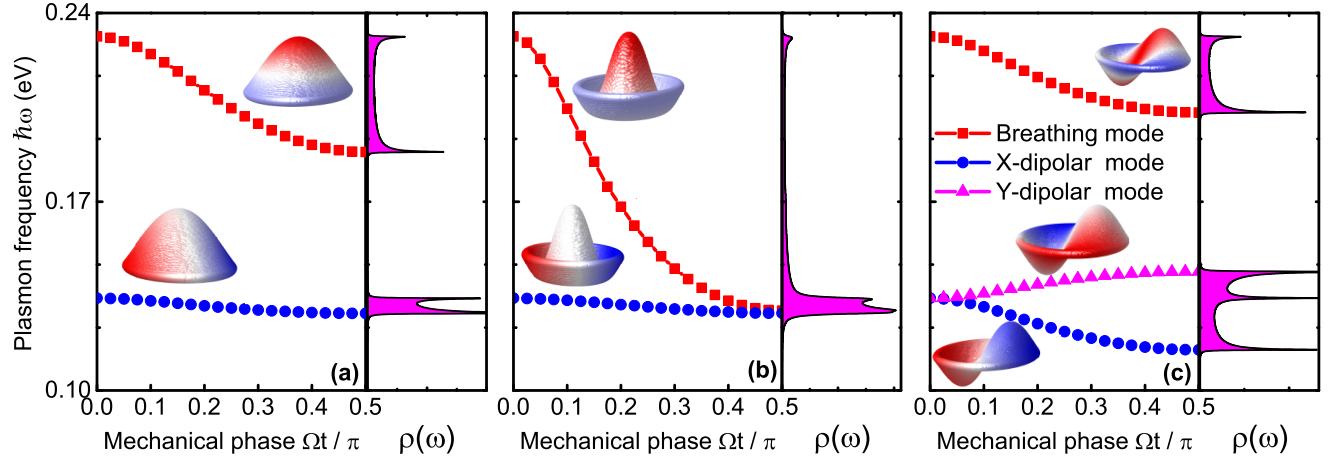 0.24
0.17
0.10
Plasmon frequency ħω (eV)
(a)
0.0 0.1 0.2 0.3 0.4 0.5
Mechanical phase Ωt / π
ρ(ω)
(b)
0.0 0.1 0.2 0.3 0.4 0.5
Mechanical phase Ωt / π
ρ(ω)
Breathing mode
X-dipolar mode
Y-dipolar mode
(c)
0.0 0.1 0.2 0.3 0.4 0.5
Mechanical phase Ωt / π
ρ(ω)